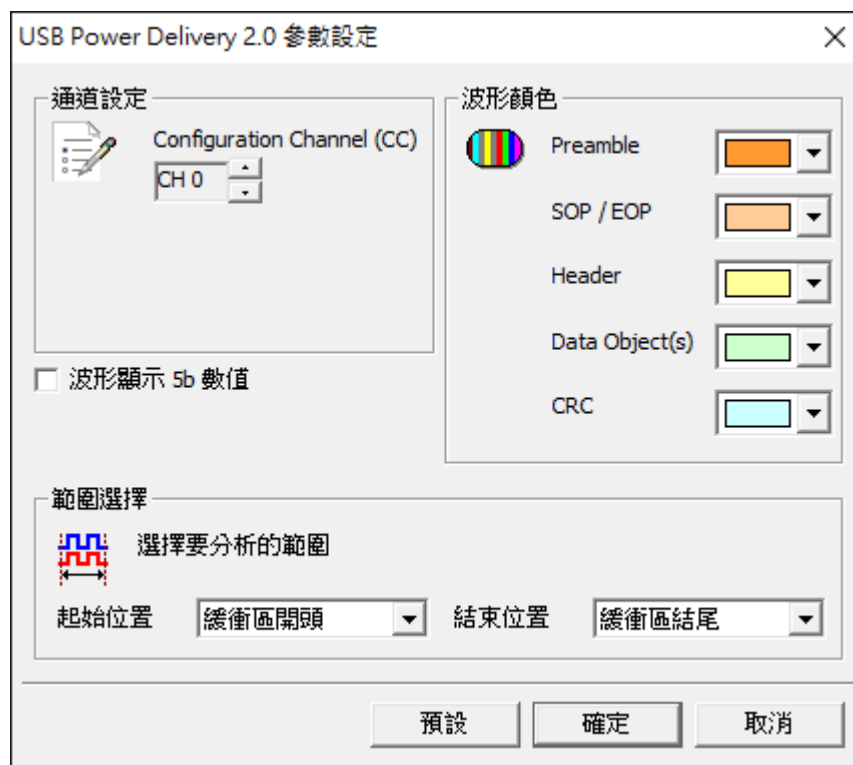 USB Power Delivery 2.0 參數設定
通道設定
Configuration Channel (CC)
CH 0
波形顯示 5b 數值
波形顏色
Preamble
SOP / EOP
Header
Data Object(s)
CRC
範圍選擇
選擇要分析的範圍
起始位置 緩衝區開頭 結束位置 緩衝區結尾
預設 確定 取消